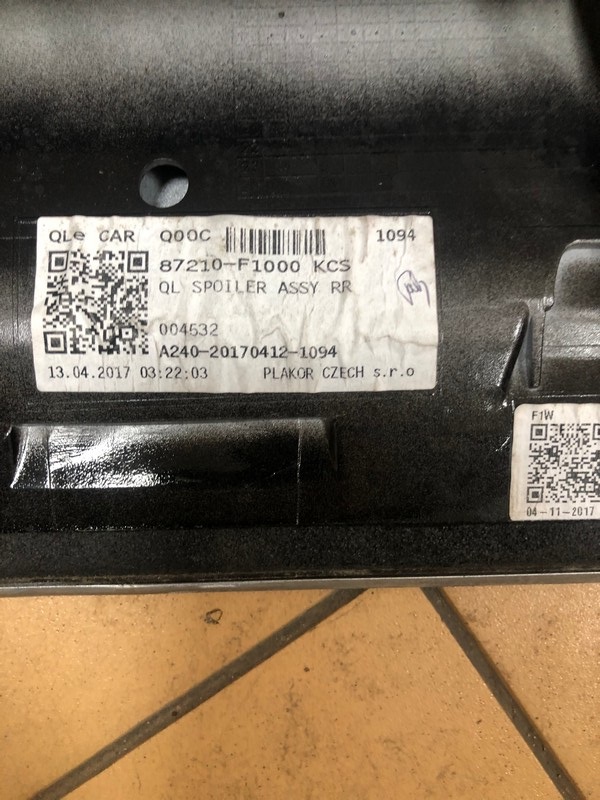 QLe CAR Q00C 1094
87210-F1000 KCS
QL SPOILER ASSY RR
004532
A240-20170412-1094
13.04.2017 03:22:03 PLAKOR CZECH s.r.o
F1W
04-11-2017